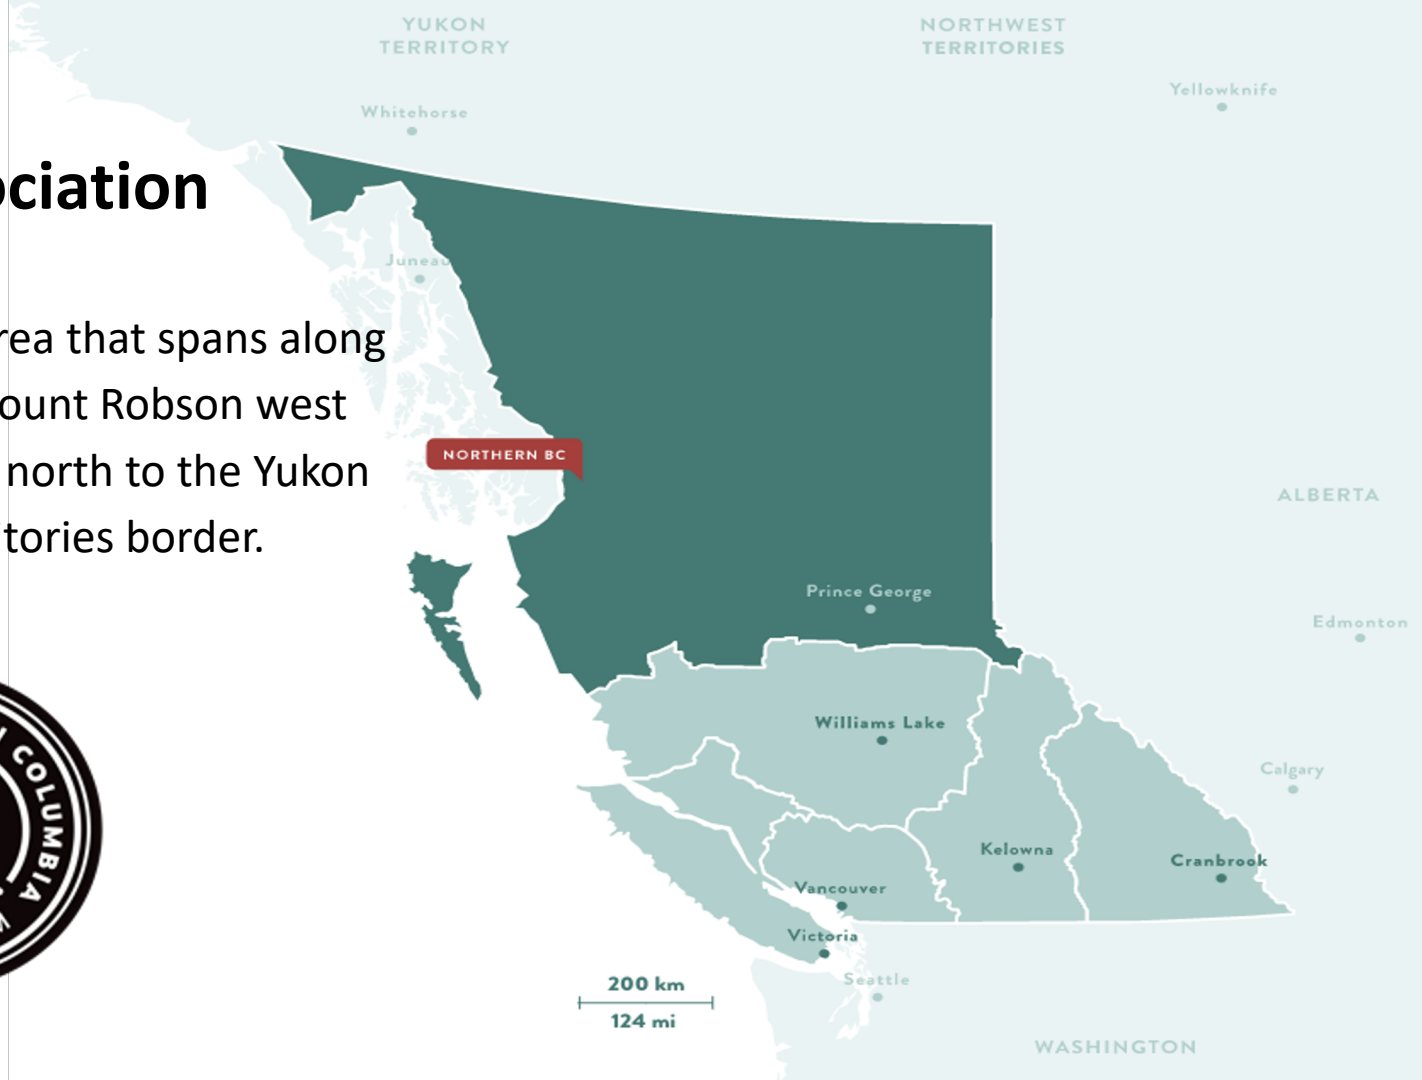 YUKON
TERRITORY
NORTHWEST
TERRITORIES
Yellowknife
Whitehorse
ociation
Juneau
rea that spans along
ount Robson west
north to the Yukon
itories border.
NORTHERN BC
ALBERTA
Prince George
Edmonton
Williams Lake
Calgary
COLUMBIA
Kelowna
Cranbrook
Vancouver
Victoria
Seattle
200 km
124 mi
WASHINGTON